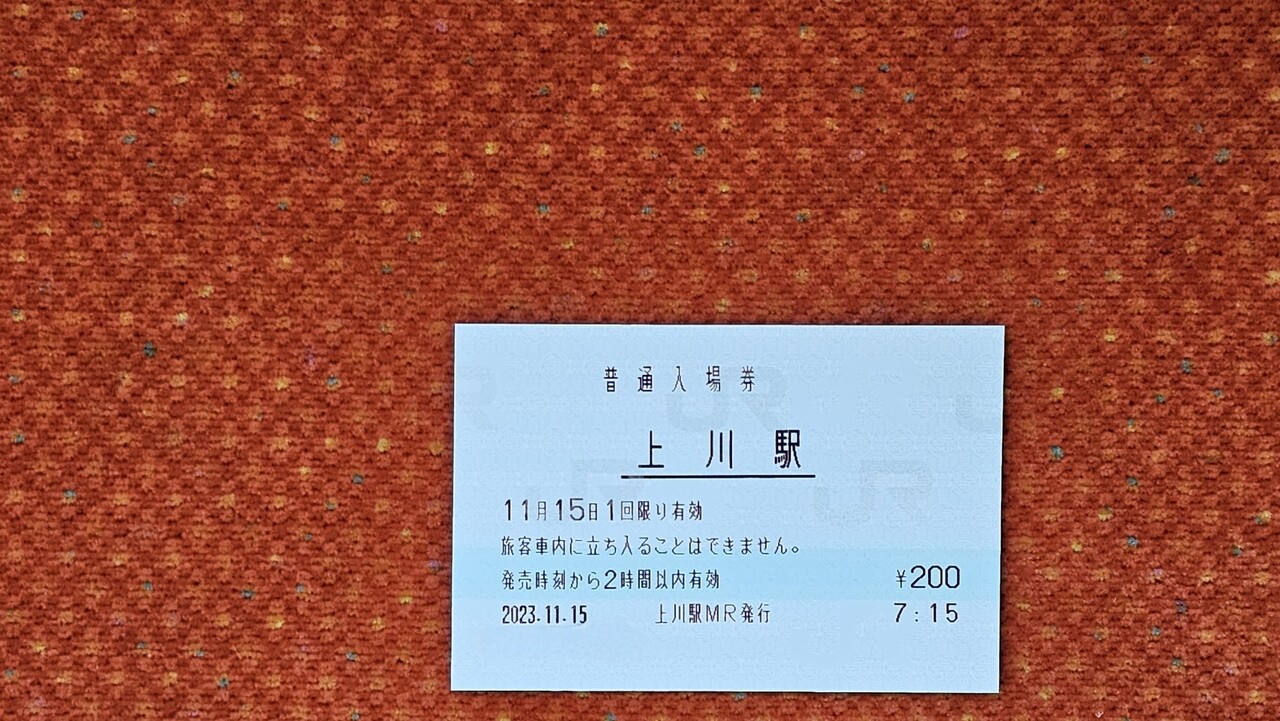 普通入場券
上川駅
11月15日1回限り有効
旅客車内に立ち入ることはできません。
発売時刻から2時間以内有効 ¥200
2023.11.15 上川駅MR発行 7:15